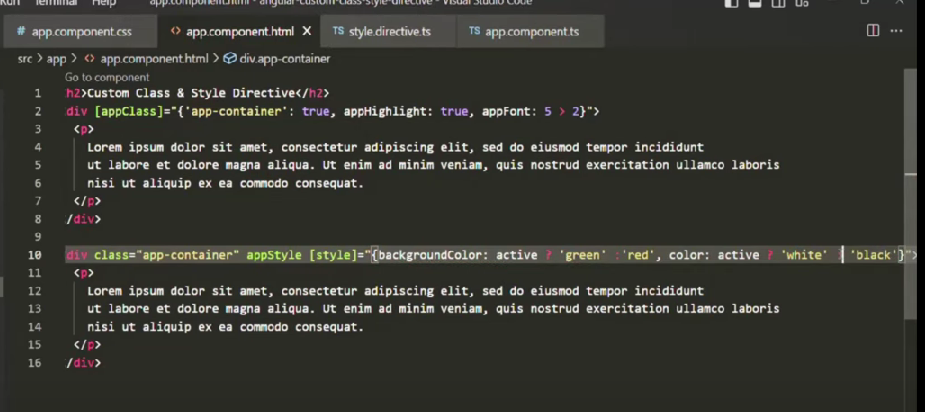 Run Terminal Help app.component.html - angular-custom-class-style-directive - Visual Studio Code
# app.component.css <> app.component.html X TS style.directive.ts TS app.component.ts
src > app > <> app.component.html > div.app-container
Go to component
1 h2>Custom Class & Style Directive</h2>
2 div [appClass]="{'app-container': true, appHighlight: true, appFont: 5 > 2}">
3 <p>
4 Lorem ipsum dolor sit amet, consectetur adipiscing elit, sed do eiusmod tempor incididunt
5 ut labore et dolore magna aliqua. Ut enim ad minim veniam, quis nostrud exercitation ullamco laboris
6 nisi ut aliquip ex ea commodo consequat.
7 </p>
8 /div>
9
10 div class="app-container" appStyle [style]="{backgroundColor: active ? 'green' :'red', color: active ? 'white' : 'black'}">
11 <p>
12 Lorem ipsum dolor sit amet, consectetur adipiscing elit, sed do eiusmod tempor incididunt
13 ut labore et dolore magna aliqua. Ut enim ad minim veniam, quis nostrud exercitation ullamco laboris
14 nisi ut aliquip ex ea commodo consequat.
15 </p>
16 /div>